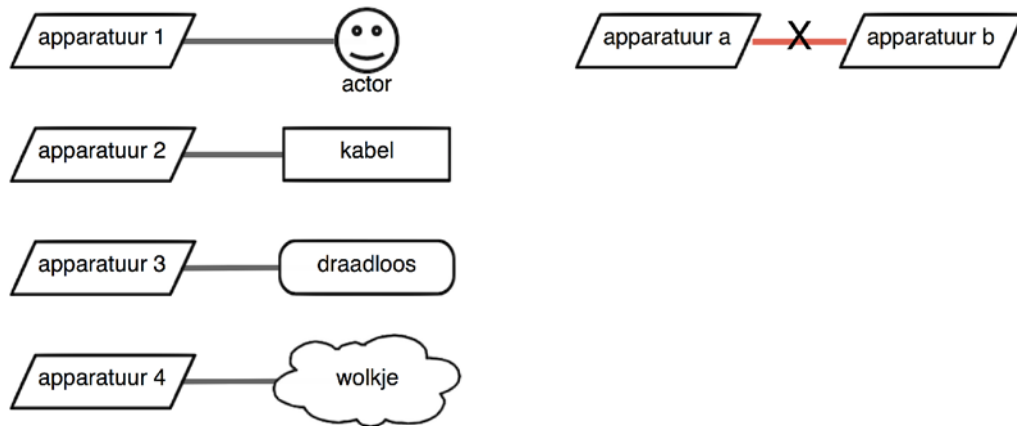 apparatuur 1
actor
apparatuur a
X
apparatuur b
apparatuur 2
kabel
apparatuur 3
draadloos
apparatuur 4
wolkje